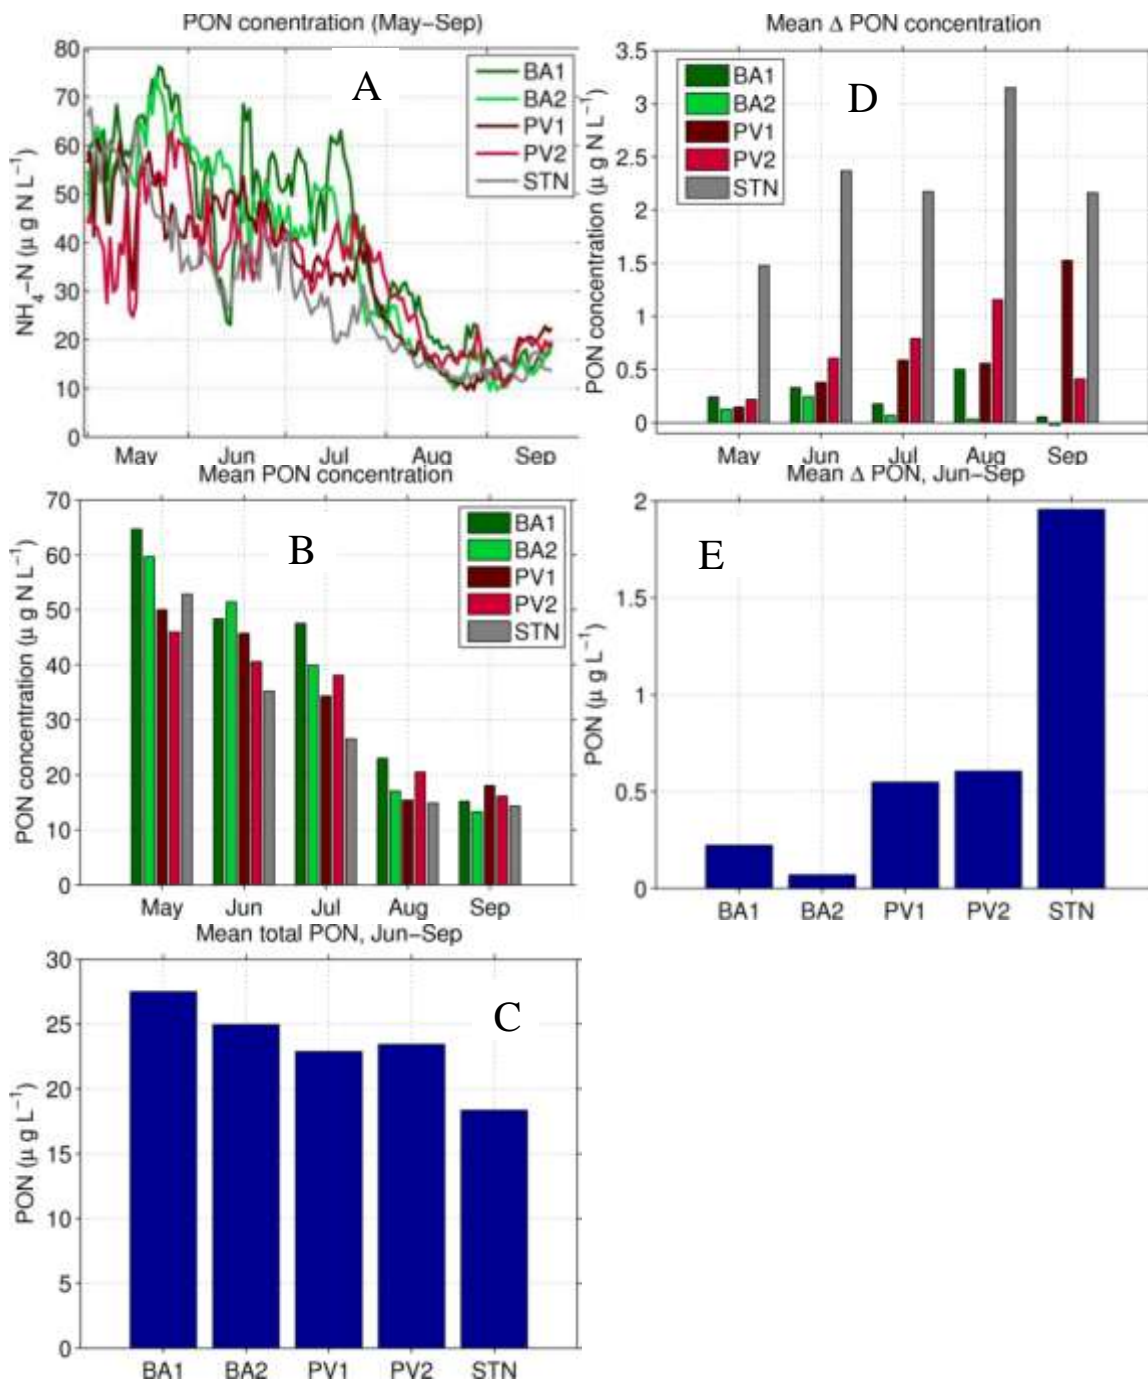 PON conentration (May−Sep)
80
70
60
50
40
30
20
10
0
NH4−N (μ g N L−1)
A
BA1
BA2
PV1
PV2
STN
May
Jun
Jul
Aug
Sep
Mean Δ PON concentration
3.5
3
2.5
2
1.5
1
0.5
0
PON concentration (μ g N L−1)
BA1
BA2
PV1
PV2
STN
D
May
Jun
Jul
Aug
Sep
Mean PON concentration
70
60
50
40
30
20
10
0
PON concentration (μ g N L−1)
B
BA1
BA2
PV1
PV2
STN
May
Jun
Jul
Aug
Sep
Mean Δ PON, Jun−Sep
2
1.5
1
0.5
0
PON (μ g L−1)
E
BA1
BA2
PV1
PV2
STN
Mean total PON, Jun−Sep
30
25
20
15
10
5
0
PON (μ g L−1)
C
BA1
BA2
PV1
PV2
STN